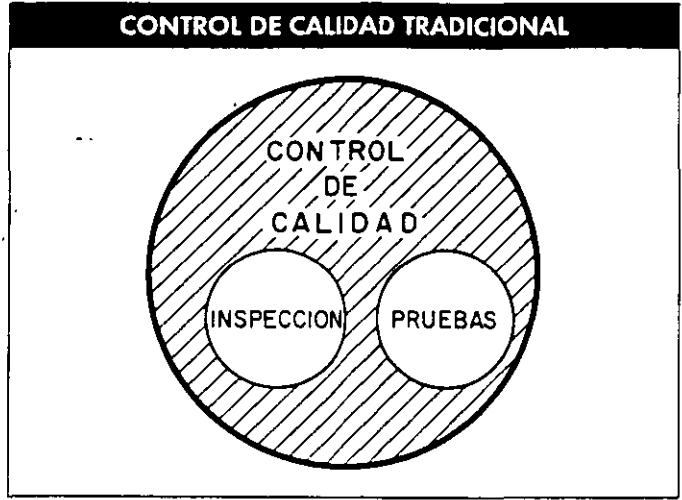 CONTROL DE CALIDAD TRADICIONAL
CONTROL
DE
CALIDAD
INSPECCION
PRUEBAS